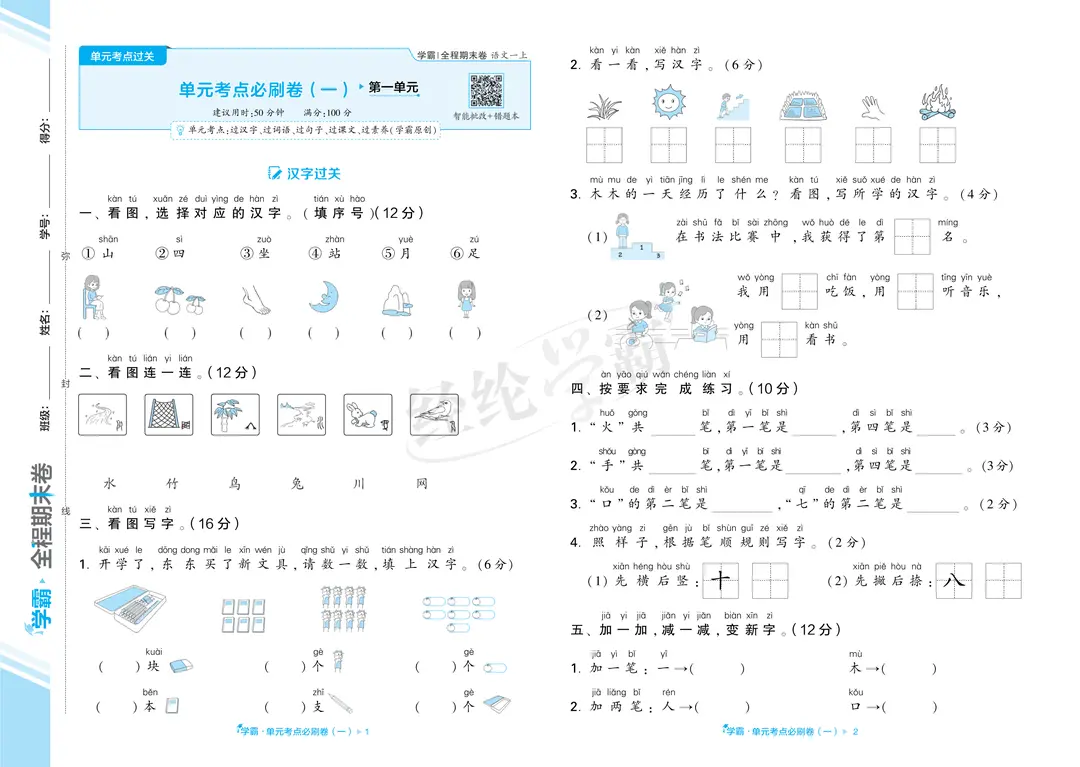 学霸·全程期末卷
班级：
姓名：
学号：
得分：
弥
封
线
单元考点过关
学霸|全程期末卷 语文一上
单元考点必刷卷（一） 第一单元
建议用时:50分钟 满分:100分
智能批改+错题本
单元考点:过汉字、过词语、过句子、过课文、过素养(学霸原创)
汉字过关
kàn tú xuǎn zé duì yìng de hàn zì tián xù hào
一、看图，选择对应的汉字。(填序号)(12分)
shān sì zuò zhàn yuè zú
①山 ②四 ③坐 ④站 ⑤月 ⑥足
( ) ( ) ( ) ( ) ( ) ( )
kàn tú lián yi lián
二、看图连一连。(12分)
水 竹 鸟 兔 川 网
kàn tú xiě zì
三、看图写字。(16分)
kāi xué le dōng dong mǎi le xīn wén jù qǐng shǔ yi shǔ tián shàng hàn zì
1. 开学了，东东买了新文具，请数一数，填上汉字。(6分)
kuài gè gè
( )块 ( )个 ( )个
běn zhī gè
( )本 ( )支 ( )个
学霸·单元考点必刷卷（一） 1
kàn yi kàn xiě hàn zì
2. 看一看，写汉字。(6分)
mù mu de yì tiān jīng lì le shén me kàn tú xiě suǒ xué de hàn zì
3. 木木的一天经历了什么？看图，写所学的汉字。(4分)
zài shū fǎ bǐ sài zhōng wǒ huò dé le dì míng
(1) 在书法比赛中，我获得了第 名。
2 1 3
wǒ yòng chī fàn yòng tīng yīn yuè
我用 吃饭，用 听音乐，
(2)
yòng kàn shū
用 看书。
àn yāo qiú wán chéng liàn xí
四、按要求完成练习。(10分)
huǒ gòng bǐ dì yī bǐ shì dì sì bǐ shì
1. “火”共 笔，第一笔是 ，第四笔是 。(3分)
shǒu gòng bǐ dì yī bǐ shì dì sì bǐ shì
2. “手”共 笔，第一笔是 ，第四笔是 。(3分)
kǒu de dì èr bǐ shì qī de dì èr bǐ shì
3. “口”的第二笔是 ，“七”的第二笔是 。(2分)
zhào yàng zi gēn jù bǐ shùn guī zé xiě zì
4. 照样子，根据笔顺规则写字。(2分)
xiān héng hòu shù xiān piě hòu nà
(1)先横后竖：十 (2)先撇后捺：八
jiā yi jiā jiǎn yi jiǎn biàn xīn zì
五、加一加，减一减，变新字。(12分)
jiā yì bǐ yī mù
1. 加一笔：一→( ) 木→( )
jiā liǎng bǐ rén kǒu
2. 加两笔：人→( ) 口→( )
学霸·单元考点必刷卷（一） 2
经纶学霸